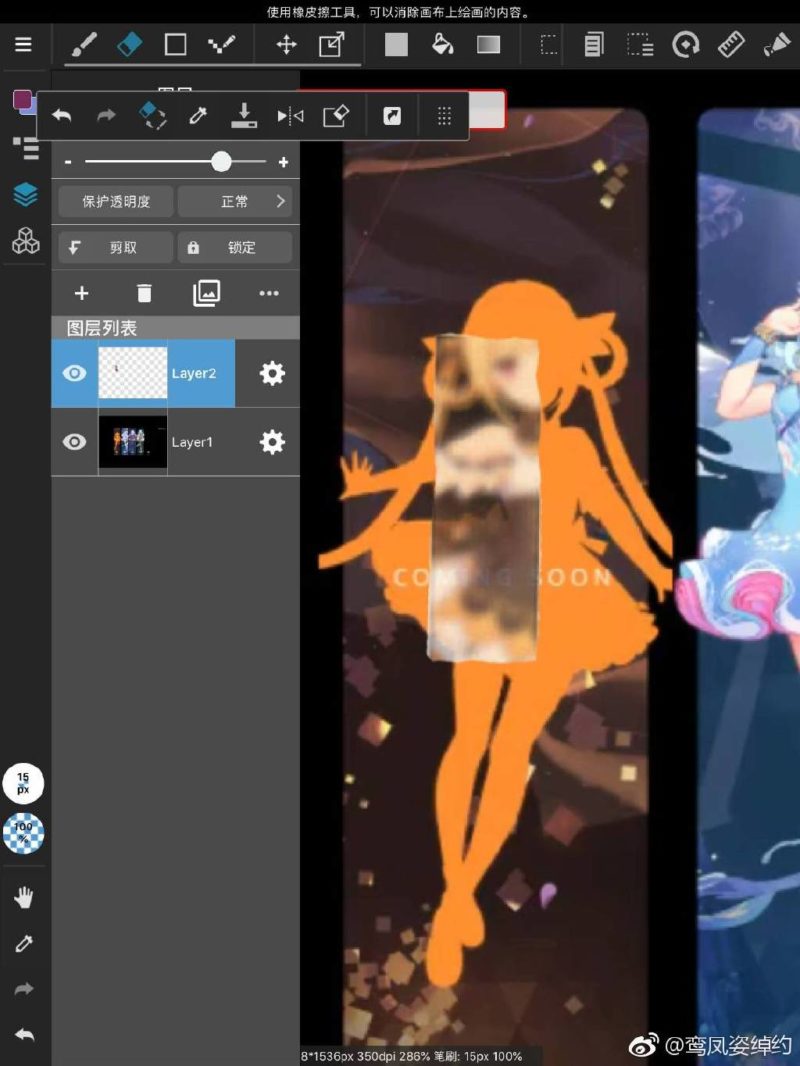 使用橡皮擦工具，可以消除画布上绘画的内容。
保护透明度
正常
剪取
锁定
图层列表
Layer2
Layer1
COMING SOON
15
px
100
%
8*1536px 350dpi 286% 笔刷: 15px 100%
@鸾凤姿绰约